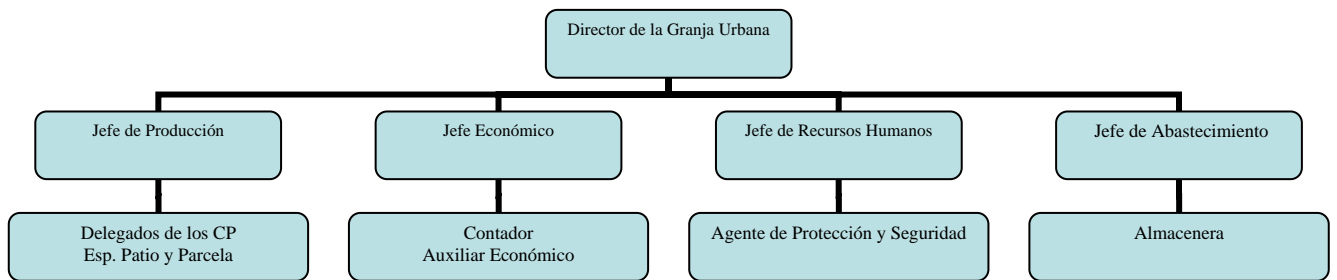 Director de la Granja Urbana
Jefe de Producción
Jefe Económico
Jefe de Recursos Humanos
Jefe de Abastecimiento
Delegados de los CP
Esp. Patio y Parcela
Contador
Auxiliar Económico
Agente de Protección y Seguridad
Almacenera